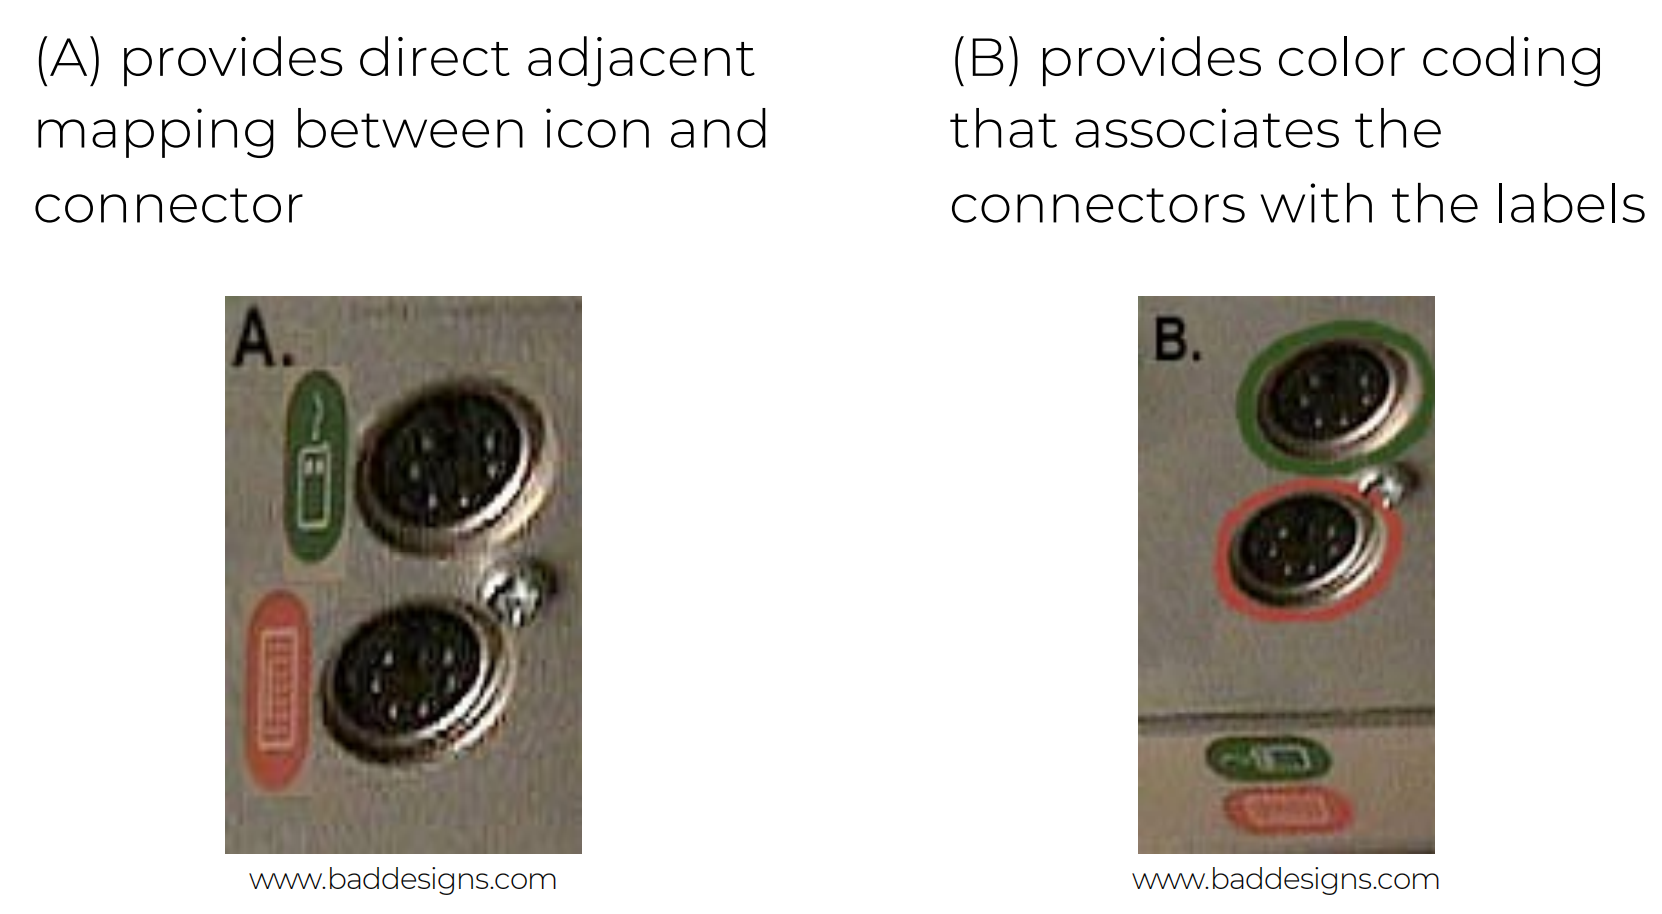 (A) provides direct adjacent
mapping between icon and
connector
(B) provides color coding
that associates the
connectors with the labels
A.
B.
www.baddesigns.com
www.baddesigns.com